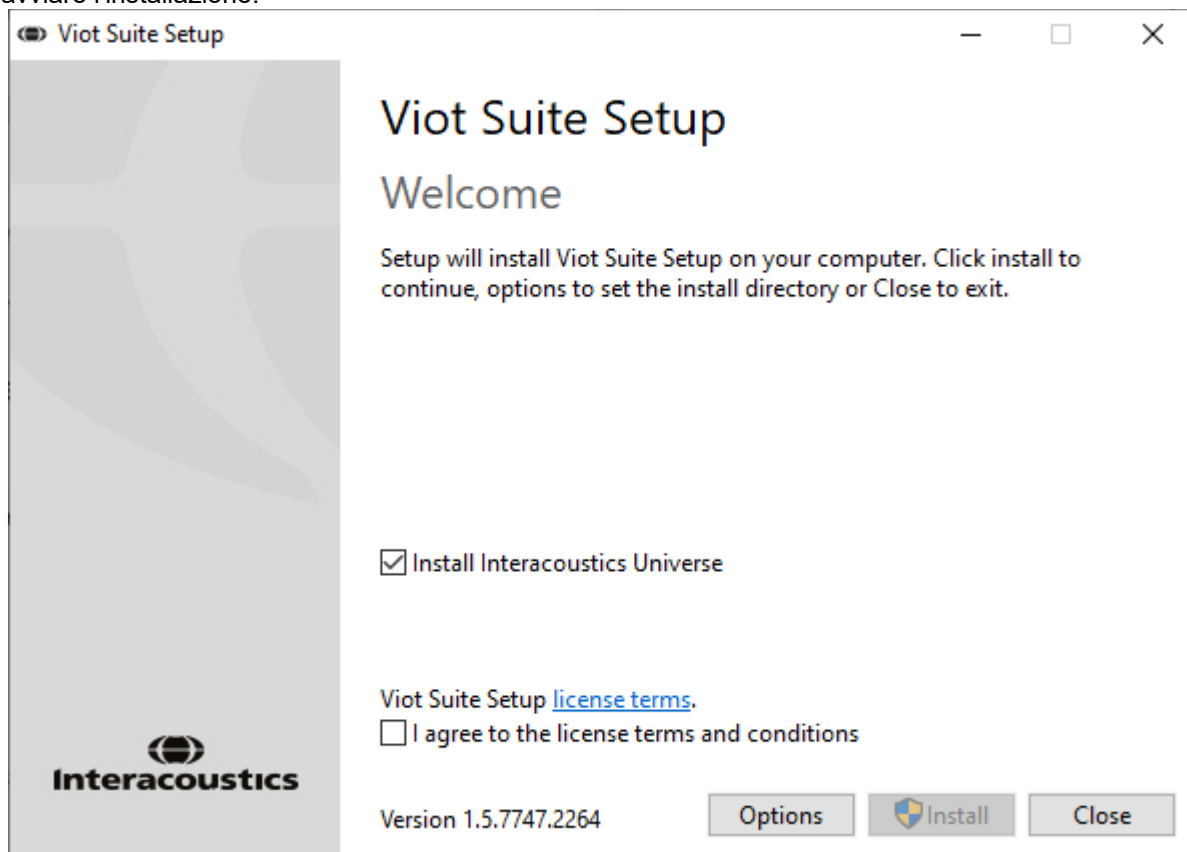 avviare l'installazione.
Viot Suite Setup
Viot Suite Setup
Welcome
Setup will install Viot Suite Setup on your computer. Click install to
continue, options to set the install directory or Close to exit.
Install Interacoustics Universe
Viot Suite Setup license terms.
I agree to the license terms and conditions
Interacoustics
Version 1.5.7747.2264
Options
Install
Close